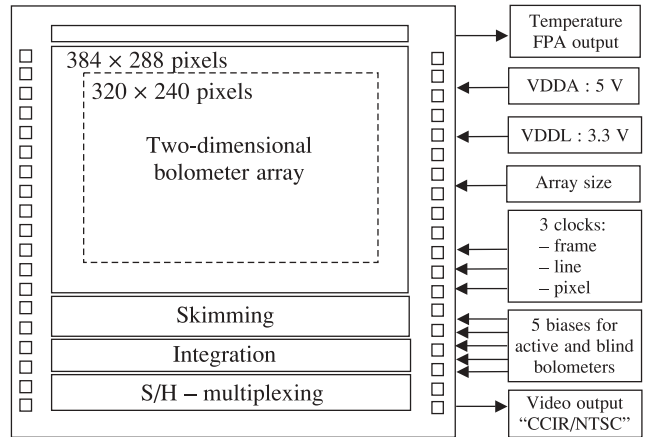 384 × 288 pixels
320 × 240 pixels
Two-dimensional
bolometer array
Skimming
Integration
S/H – multiplexing
Temperature
FPA output
VDDA : 5 V
VDDL : 3.3 V
Array size
3 clocks:
– frame
– line
– pixel
5 biases for
active and blind
bolometers
Video output
“CCIR/NTSC”